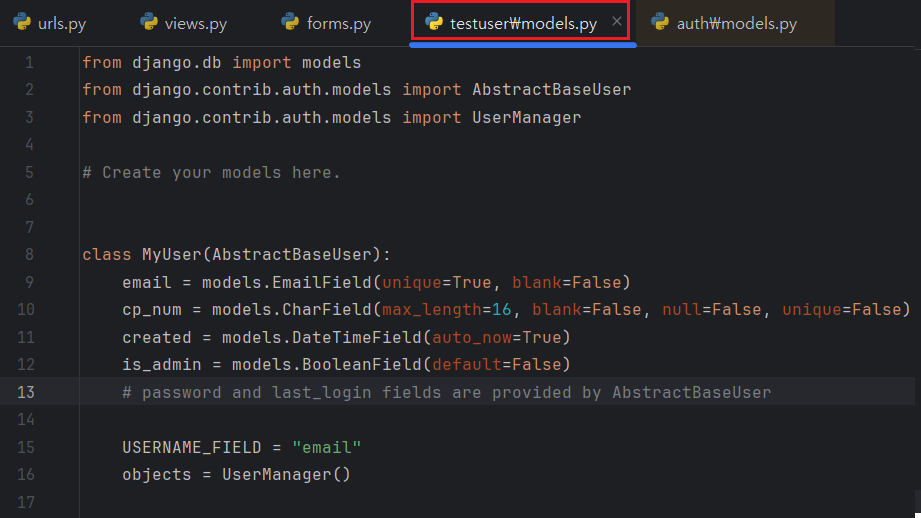 urls.py views.py forms.py testuser₩models.py × auth₩models.py
1 from django.db import models
2 from django.contrib.auth.models import AbstractBaseUser
3 from django.contrib.auth.models import UserManager
4
5 # Create your models here.
6
7
8 class MyUser(AbstractBaseUser):
9 email = models.EmailField(unique=True, blank=False)
10 cp_num = models.CharField(max_length=16, blank=False, null=False, unique=False)
11 created = models.DateTimeField(auto_now=True)
12 is_admin = models.BooleanField(default=False)
13 # password and last_login fields are provided by AbstractBaseUser
14
15 USERNAME_FIELD = "email"
16 objects = UserManager()
17